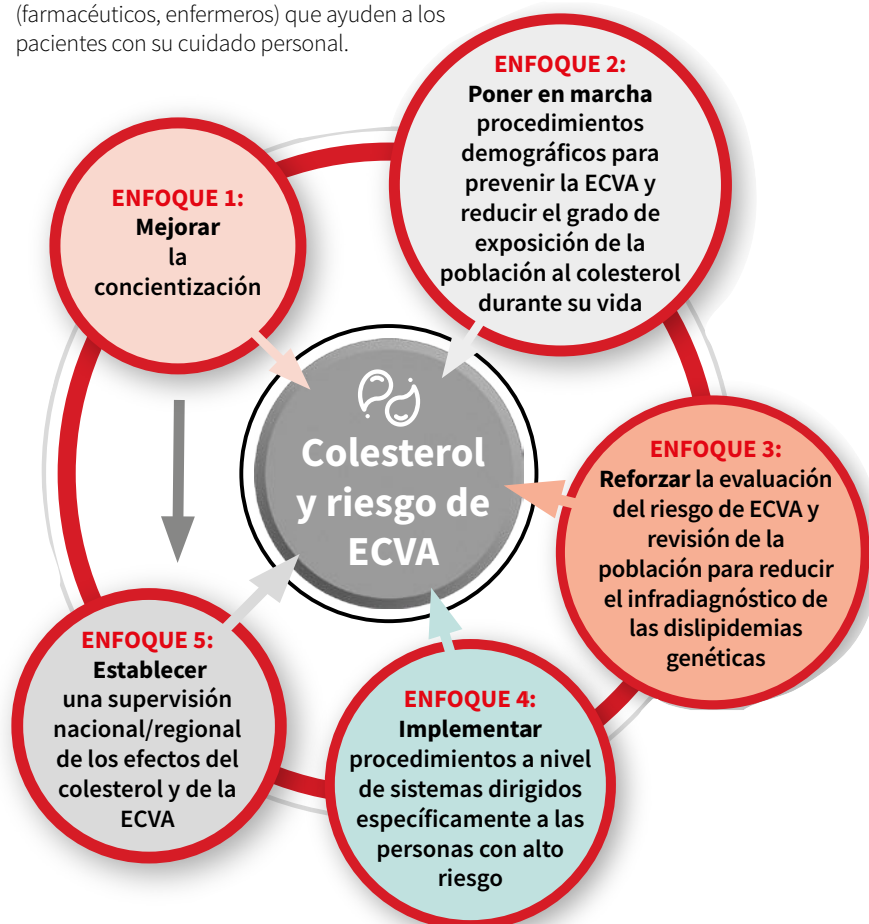 (farmacéuticos, enfermeros) que ayuden a los
pacientes con su cuidado personal.
ENFOQUE 1:
Mejorar
la
concientización
ENFOQUE 2:
Poner en marcha
procedimientos
demográficos para
prevenir la ECVA y
reducir el grado de
exposición de la
población al colesterol
durante su vida
ENFOQUE 3:
Reforzar la evaluación
del riesgo de ECVA y
revisión de la
población para reducir
el infradiagnóstico de
las dislipidemias
genéticas
ENFOQUE 4:
Implementar
procedimientos a nivel
de sistemas dirigidos
específicamente a las
personas con alto
riesgo
ENFOQUE 5:
Establecer
una supervisión
nacional/regional
de los efectos del
colesterol y de la
ECVA
Colesterol
y riesgo de
ECVA